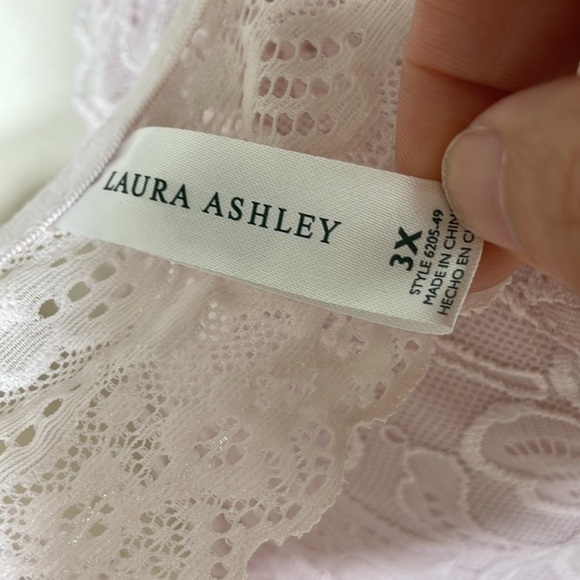 LAURA ASHLEY
3X
STYLE 6205-49
MADE IN
HECHO EN